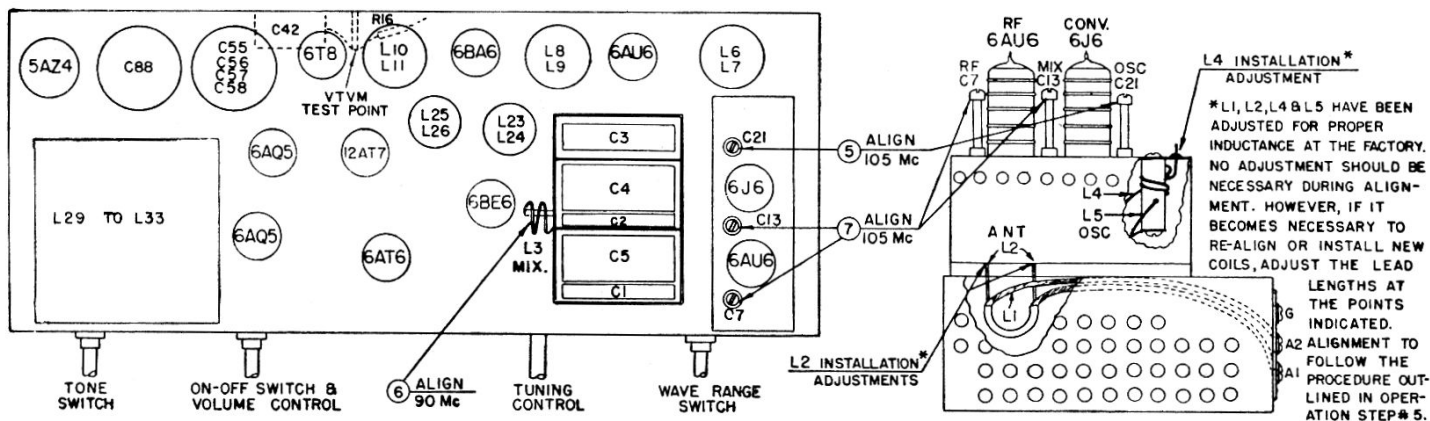 5AZ4
C88
C55
C56
C57
C58
C42
6T8
R16
L10
L11
6BA6
L8
L9
6AU6
L6
L7
VTVM
TEST POINT
L25
L26
L23
L24
6AQ5
12AT7
L29 TO L33
6AQ5
6AT6
6BE6
L3
MIX.
C3
C4
C2
C5
C1
C21
6J6
C13
6AU6
C7
TONE
SWITCH
ON-OFF SWITCH &
VOLUME CONTROL
TUNING
CONTROL
WAVE RANGE
SWITCH
5 ALIGN
105 Mc
7 ALIGN
105 Mc
6 ALIGN
90 Mc
RF
6AU6
CONV.
6J6
RF
C7
MIX
C13
OSC
C21
L4 INSTALLATION*
ADJUSTMENT
L4
L5
OSC
ANT
L2
L1
L2 INSTALLATION*
ADJUSTMENTS
G
A2
A1
*L1, L2, L4 & L5 HAVE BEEN
ADJUSTED FOR PROPER
INDUCTANCE AT THE FACTORY.
NO ADJUSTMENT SHOULD BE
NECESSARY DURING ALIGN-
MENT. HOWEVER, IF IT
BECOMES NECESSARY TO
RE-ALIGN OR INSTALL NEW
COILS, ADJUST THE LEAD
LENGTHS AT
THE POINTS
INDICATED.
ALIGNMENT TO
FOLLOW THE
PROCEDURE OUT-
LINED IN OPER-
ATION STEP # 5.